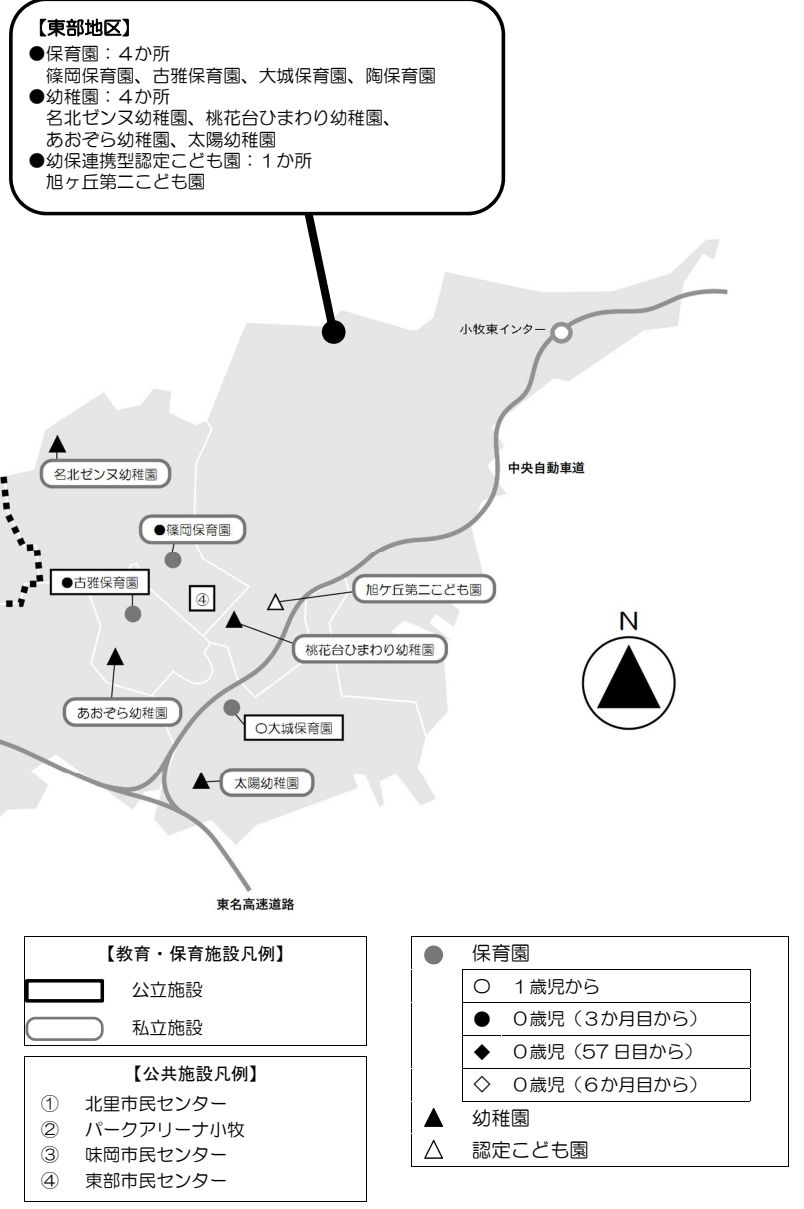 【東部地区】
●保育園：４か所
篠岡保育園、古雅保育園、大城保育園、陶保育園
●幼稚園：４か所
名北ゼンヌ幼稚園、桃花台ひまわり幼稚園、
あおぞら幼稚園、太陽幼稚園
●幼保連携型認定こども園：１か所
旭ヶ丘第二こども園
小牧東インター
中央自動車道
名北ゼンヌ幼稚園
●篠岡保育園
●古雅保育園
④
旭ケ丘第二こども園
桃花台ひまわり幼稚園
N
あおぞら幼稚園
〇大城保育園
太陽幼稚園
東名高速道路
【教育・保育施設凡例】
公立施設
私立施設
【公共施設凡例】
① 北里市民センター
② パークアリーナ小牧
③ 味岡市民センター
④ 東部市民センター
● 保育園
○ １歳児から
● ０歳児（３か月目から）
◆ ０歳児（57 日目から）
◇ ０歳児（６か月目から）
▲ 幼稚園
△ 認定こども園